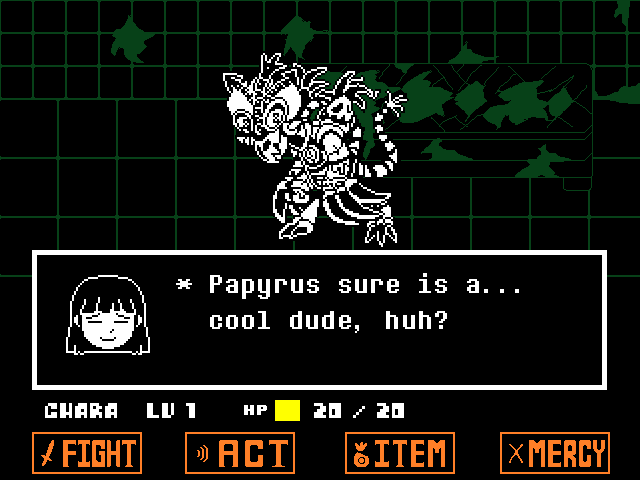 * Papyrus sure is a...
cool dude, huh?
CHARA LV 1 HP 20 / 20
FIGHT ACT ITEM MERCY